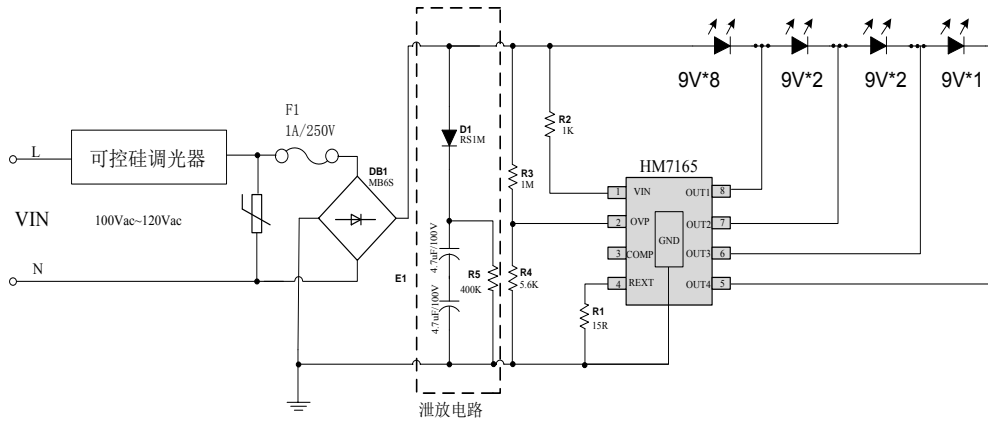 9V*8
9V*2
9V*2
9V*1
F1
1A/250V
D1
RS1M
R2
1K
L
可控硅调光器
DB1
MB6S
R3
1M
HM7165
1
VIN
OUT1
8
VIN
100Vac~120Vac
2
OVP
GND
OUT2
7
3
COMP
OUT3
6
N
E1
4.7uF/100V
4.7uF/100V
R5
400K
R4
5.6K
4
REXT
OUT4
5
R1
15R
泄放电路